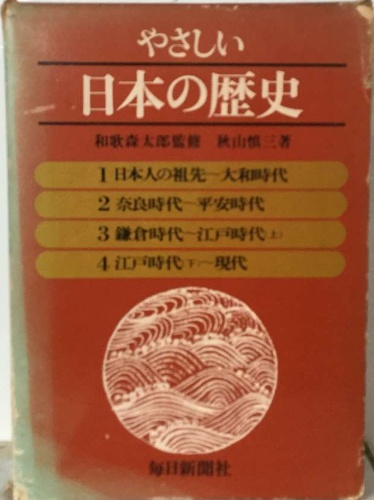 やさしい
日本の歴史
和歌森太郎監修 秋山慎三著
1 日本人の祖先~大和時代
2 奈良時代~平安時代
3 鎌倉時代~江戸時代(上)
4 江戸時代(下)~現代
毎日新聞社